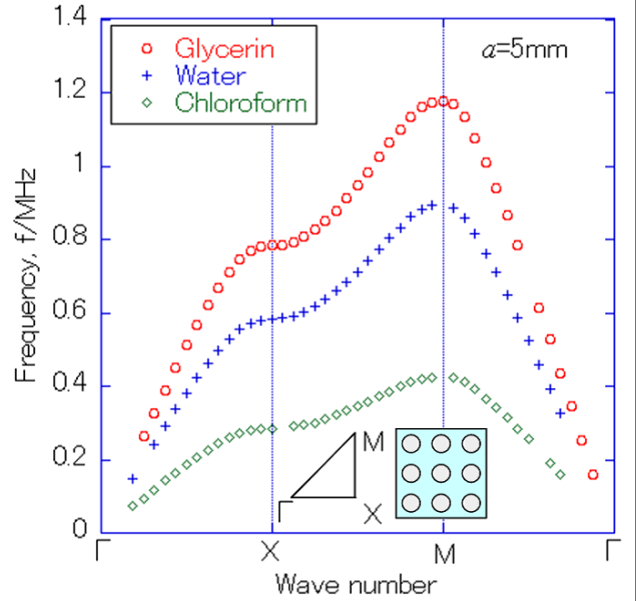 1.4
1.2
1
0.8
0.6
0.4
0.2
0
Frequency, f/MHz
Glycerin
Water
Chloroform
a=5mm
M
Γ
X
Γ
X
M
Γ
Wave number